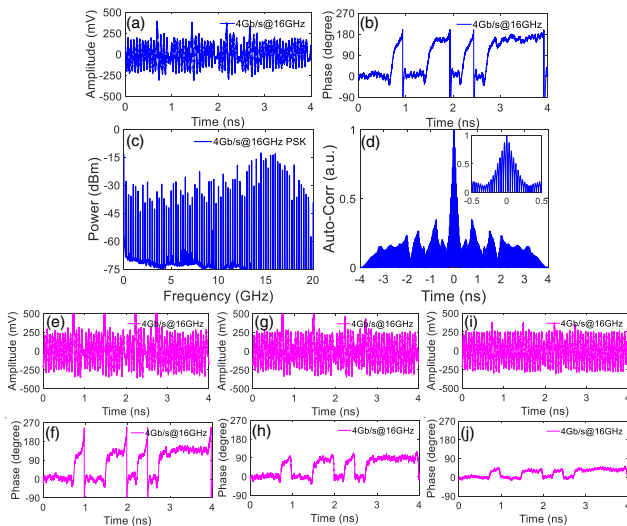 (a) 4Gb/s@16GHz
Amplitude (mV)
500
250
0
-250
-500
0 1 2 3 4
Time (ns)
(b) 4Gb/s@16GHz
Phase (degree)
270
180
90
0
-90
0 1 2 3 4
Time (ns)
(c) 4Gb/s@16GHz PSK
Power (dBm)
0
-15
-30
-45
-60
-75
0 5 10 15 20
Frequency (GHz)
(d)
Auto-Corr (a.u.)
1
0.5
0
-4 -3 -2 -1 0 1 2 3 4
Time (ns)
1
0.5
0
-0.5 0 0.5
(e) 4Gb/s@16GHz
Amplitude (mV)
500
250
0
-250
-500
0 1 2 3 4
Time (ns)
(g) 4Gb/s@16GHz
Amplitude (mV)
500
250
0
-250
-500
0 1 2 3 4
Time (ns)
(i) 4Gb/s@16GHz
Amplitude (mV)
500
250
0
-250
-500
0 1 2 3 4
Time (ns)
(f) 4Gb/s@16GHz
Phase (degree)
270
180
90
0
-90
0 1 2 3 4
Time (ns)
(h) 4Gb/s@16GHz
Phase (degree)
270
180
90
0
-90
0 1 2 3 4
Time (ns)
(j) 4Gb/s@16GHz
Phase (degree)
270
180
90
0
-90
0 1 2 3 4
Time (ns)